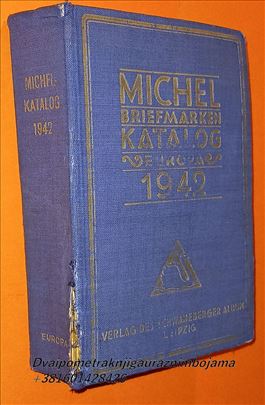 MICHEL-
KATALOG
1942
EUROPA
MICHEL
BRIEFMARKEN
KATALOG
EUROPA
1942
VERLAG DES SCHWANEBERGER ALBUM
LEIPZIG
Dvaipometraknjigauraznimbojama
+381601428426